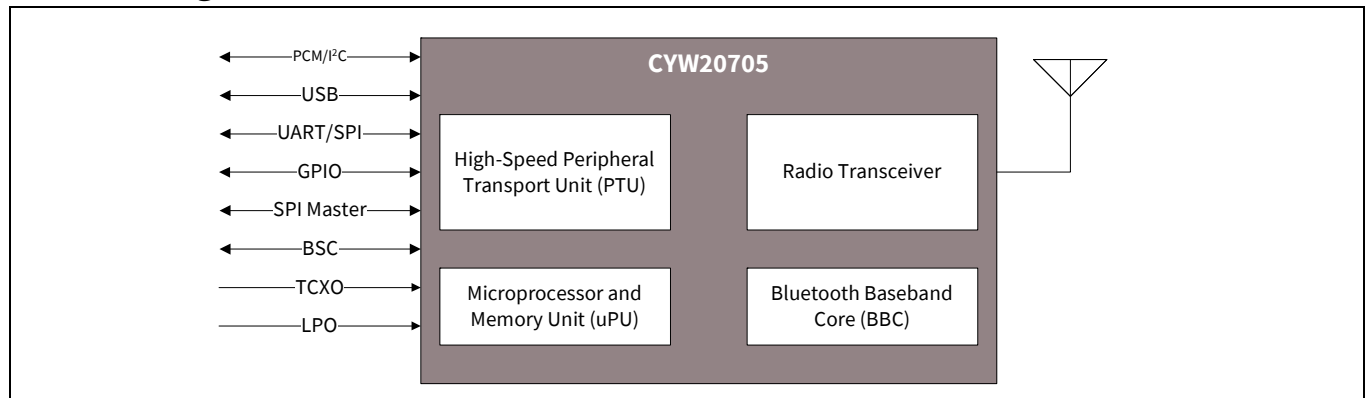 PCM/I²C
USB
UART/SPI
GPIO
SPI Master
BSC
TCXO
LPO
CYW20705
High-Speed Peripheral
Transport Unit (PTU)
Radio Transceiver
Microprocessor and
Memory Unit (uPU)
Bluetooth Baseband
Core (BBC)